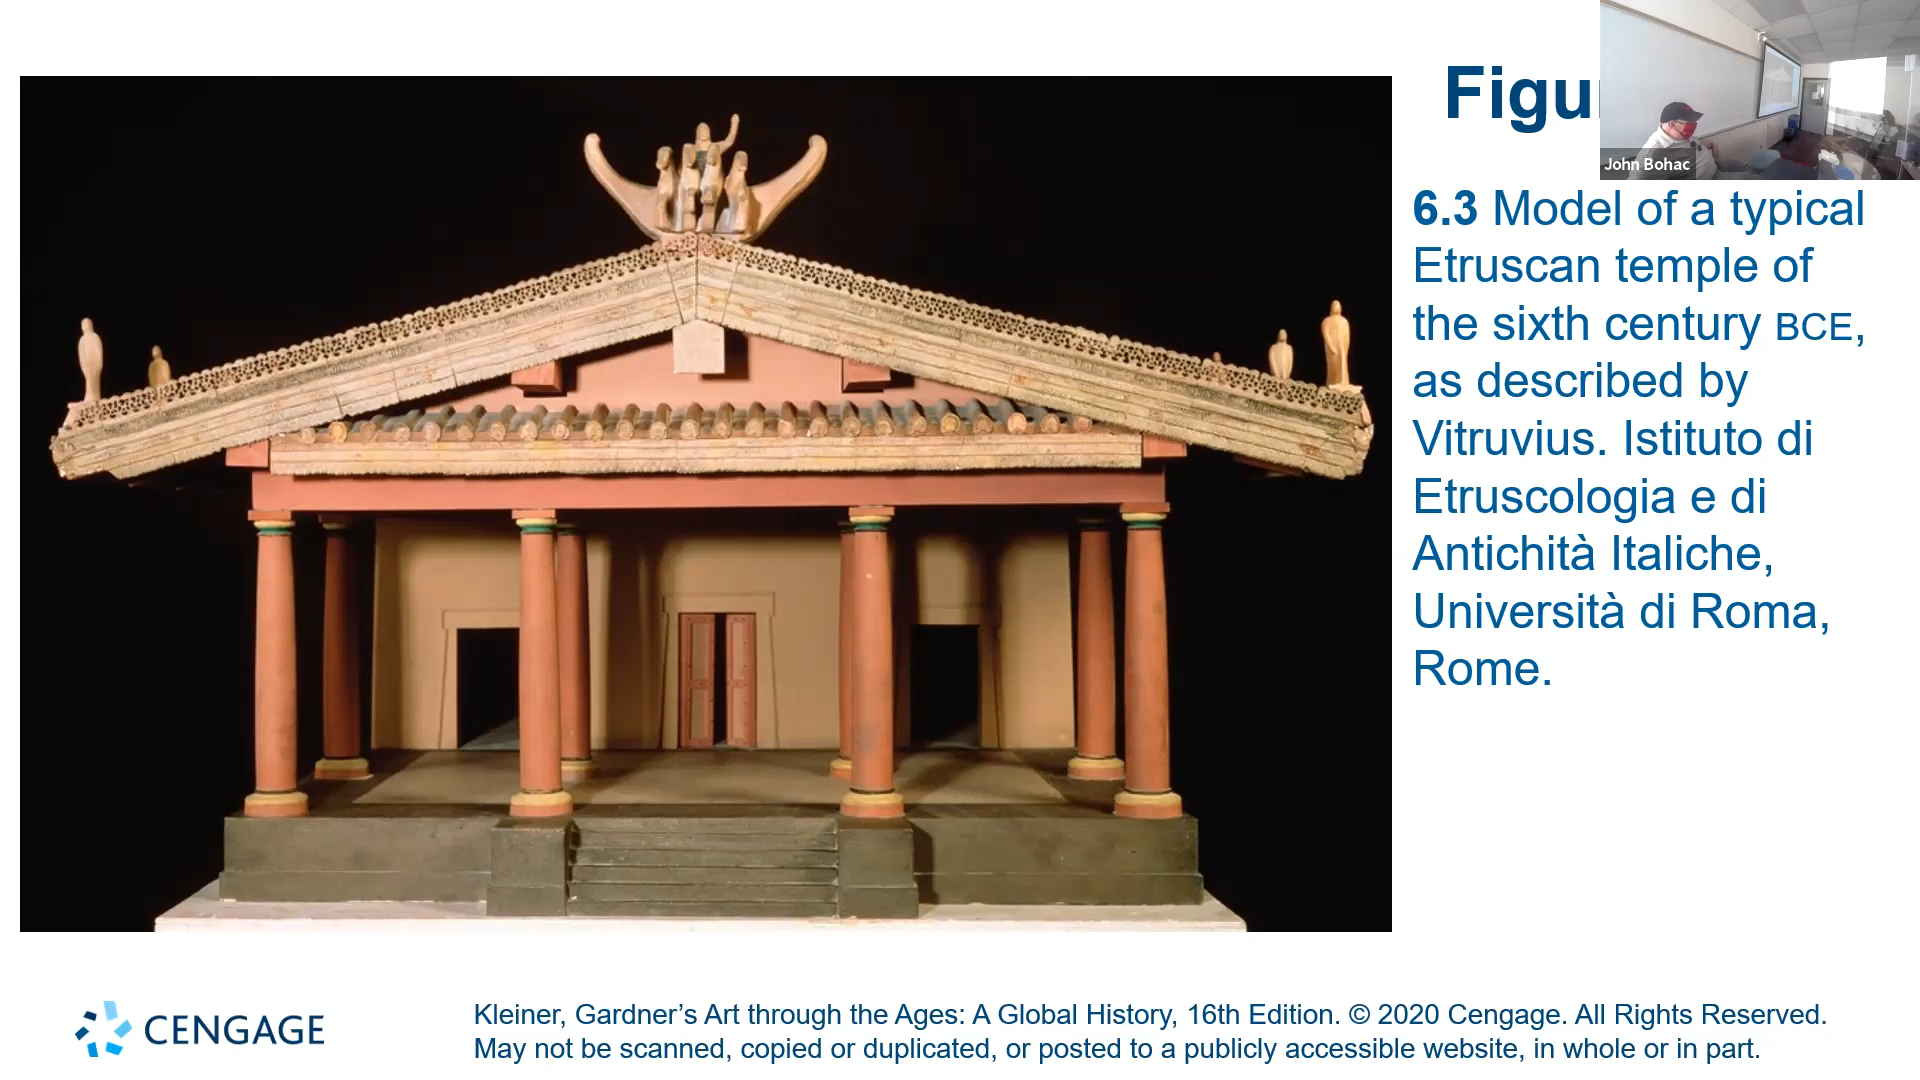 Figu
John Bohac
6.3 Model of a typical
Etruscan temple of
the sixth century BCE,
as described by
Vitruvius. Istituto di
Etruscologia e di
Antichità Italiche,
Università di Roma,
Rome.
CENGAGE
Kleiner, Gardner’s Art through the Ages: A Global History, 16th Edition. © 2020 Cengage. All Rights Reserved.
May not be scanned, copied or duplicated, or posted to a publicly accessible website, in whole or in part.